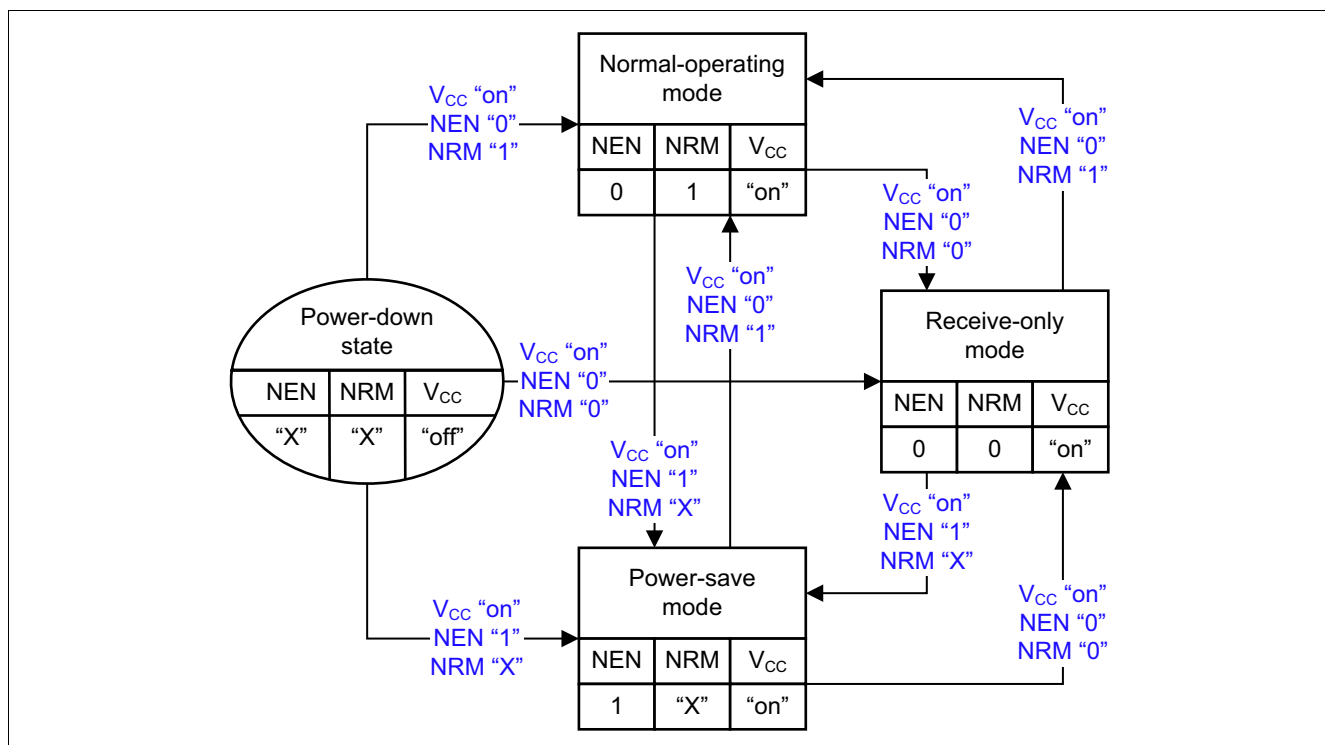 Normal-operating
mode
NEN NRM VCC
0 1 “on”
VCC “on”
NEN “0”
NRM “1”
VCC “on”
NEN “0”
NRM “1”
VCC “on”
NEN “0”
NRM “0”
VCC “on”
NEN “0”
NRM “1”
Power-down
state
NEN NRM VCC
“X” “X” “off”
VCC “on”
NEN “0”
NRM “0”
Receive-only
mode
NEN NRM VCC
0 0 “on”
VCC “on”
NEN “1”
NRM “X”
VCC “on”
NEN “1”
NRM “X”
VCC “on”
NEN “1”
NRM “X”
Power-save
mode
NEN NRM VCC
1 “X” “on”
VCC “on”
NEN “0”
NRM “0”